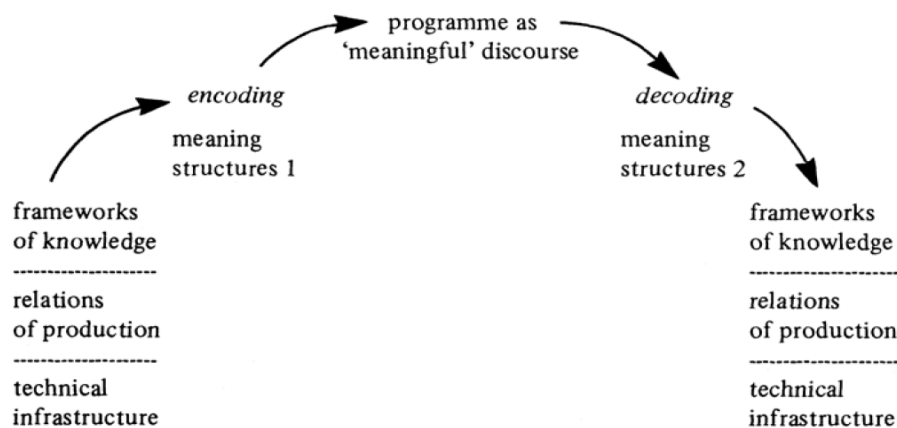 programme as
‘meaningful’ discourse
encoding
meaning
structures 1
decoding
meaning
structures 2
frameworks
of knowledge
relations
of production
technical
infrastructure
frameworks
of knowledge
relations
of production
technical
infrastructure